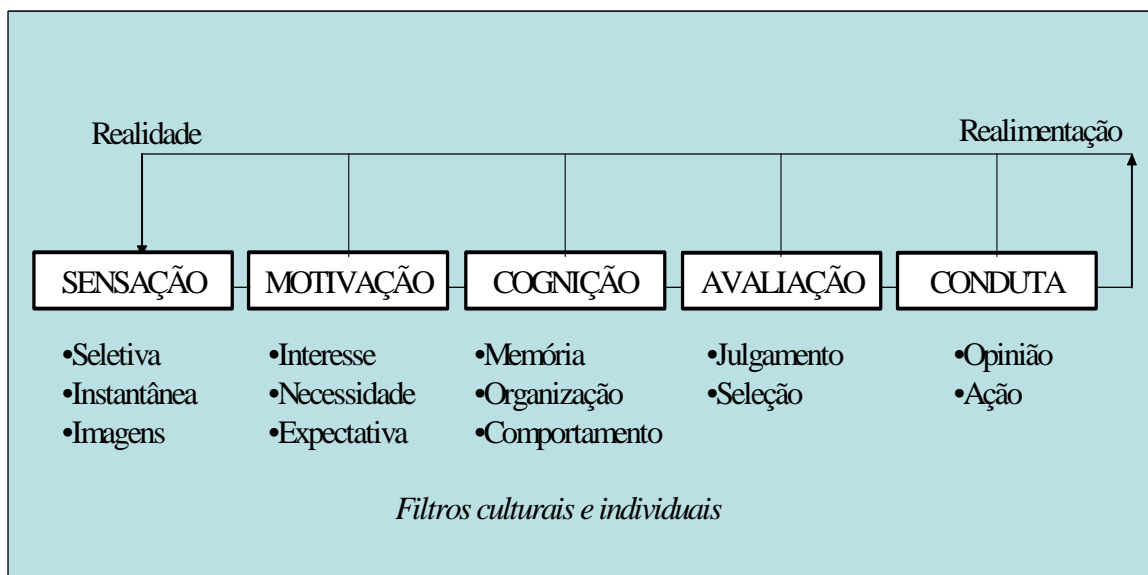 Realidade
Realimentação
SENSAÇÃO
MOTIVAÇÃO
COGNIÇÃO
AVALIAÇÃO
CONDUTA
•Seletiva
•Instantânea
•Imagens
•Interesse
•Necessidade
•Expectativa
•Memória
•Organização
•Comportamento
•Julgamento
•Seleção
•Opinião
•Ação
Filtros culturais e individuais